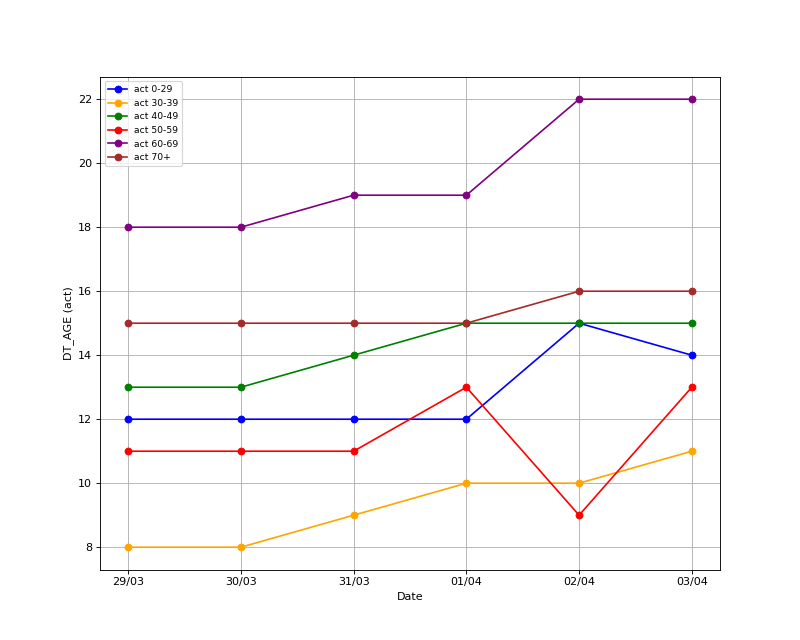 act 0-29
act 30-39
act 40-49
act 50-59
act 60-69
act 70+
22
20
18
16
14
12
10
8
DT_AGE (act)
29/03 30/03 31/03 01/04 02/04 03/04
Date